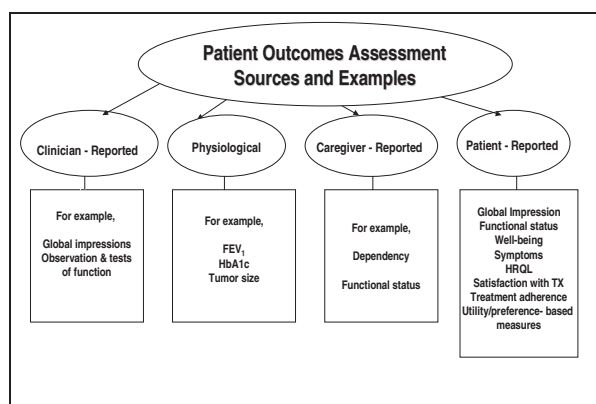 Patient Outcomes Assessment
Sources and Examples
Clinician - Reported
Physiological
Caregiver - Reported
Patient - Reported
For example,
Global impressions
Observation & tests
of function
For example,
FEV1
HbA1c
Tumor size
For example,
Dependency
Functional status
Global Impression
Functional status
Well-being
Symptoms
HRQL
Satisfaction with TX
Treatment adherence
Utility/preference- based
measures